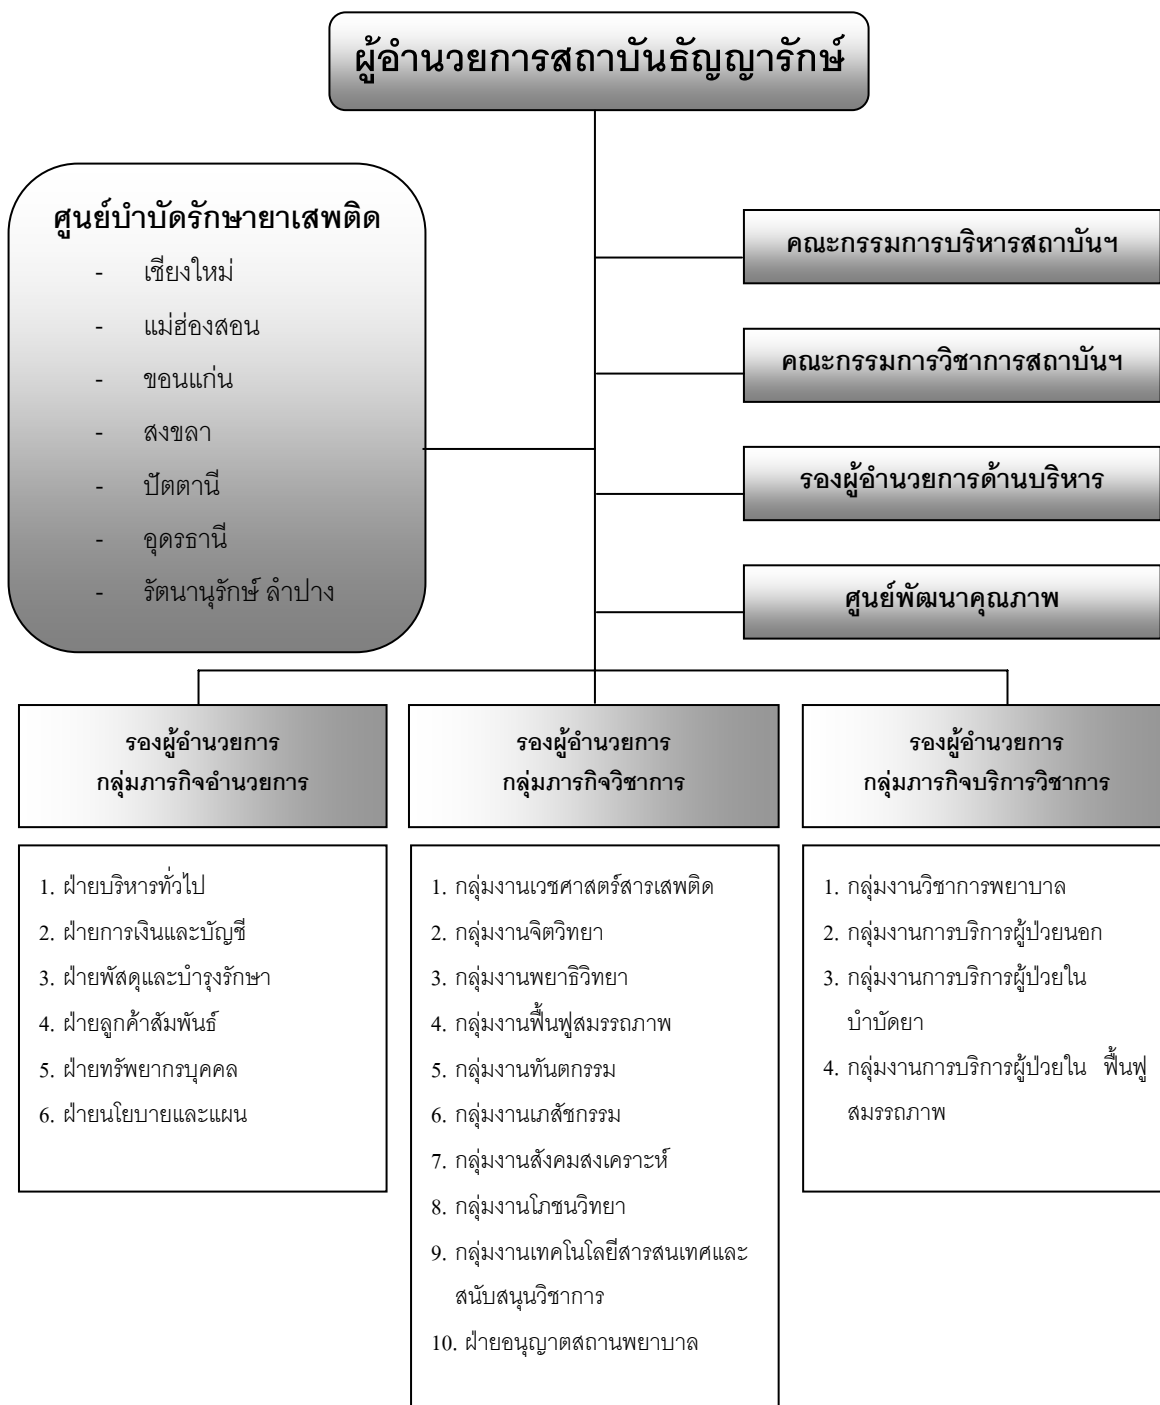 ผู้อำนวยการสถาบันธัญญารักษ์
ศูนย์บำบัดรักษายาเสพติด
- เชียงใหม่
- แม่ฮ่องสอน
- ขอนแก่น
- สงขลา
- ปัตตานี
- อุดรธานี
- รัตนานุรักษ์ ลำปาง
คณะกรรมการบริหารสถาบันฯ
คณะกรรมการวิชาการสถาบันฯ
รองผู้อำนวยการด้านบริหาร
ศูนย์พัฒนาคุณภาพ
รองผู้อำนวยการ
กลุ่มภารกิจอำนวยการ
1. ฝ่ายบริหารทั่วไป
2. ฝ่ายการเงินและบัญชี
3. ฝ่ายพัสดุและบำรุงรักษา
4. ฝ่ายลูกค้าสัมพันธ์
5. ฝ่ายทรัพยากรบุคคล
6. ฝ่ายนโยบายและแผน
รองผู้อำนวยการ
กลุ่มภารกิจวิชาการ
1. กลุ่มงานเวชศาสตร์สารเสพติด
2. กลุ่มงานจิตวิทยา
3. กลุ่มงานพยาธิวิทยา
4. กลุ่มงานฟื้นฟูสมรรถภาพ
5. กลุ่มงานทันตกรรม
6. กลุ่มงานเภสัชกรรม
7. กลุ่มงานสังคมสงเคราะห์
8. กลุ่มงานโภชนวิทยา
9. กลุ่มงานเทคโนโลยีสารสนเทศและ
สนับสนุนวิชาการ
10. ฝ่ายอนุญาตสถานพยาบาล
รองผู้อำนวยการ
กลุ่มภารกิจบริการวิชาการ
1. กลุ่มงานวิชาการพยาบาล
2. กลุ่มงานการบริการผู้ป่วยนอก
3. กลุ่มงานการบริการผู้ป่วยใน
บำบัดยา
4. กลุ่มงานการบริการผู้ป่วยใน ฟื้นฟู
สมรรถภาพ